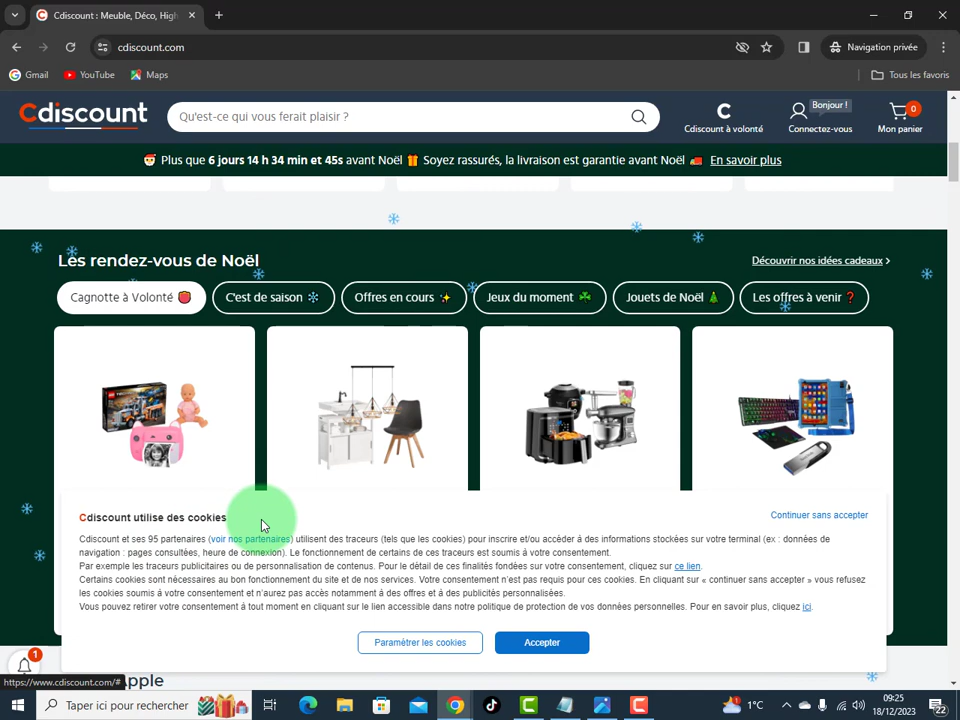 Cdiscount : Meuble, Déco, High
cdiscount.com
Navigation privée
Gmail
YouTube
Maps
Tous les favoris
Cdiscount
Qu'est-ce qui vous ferait plaisir ?
C
Cdiscount à volonté
Bonjour !
Connectez-vous
0
Mon panier
Plus que 6 jours 14 h 34 min et 45s avant Noël 🎁 Soyez rassurés, la livraison est garantie avant Noël En savoir plus
Les rendez-vous de Noël
Découvrir nos idées cadeaux >
Cagnotte à Volonté
C'est de saison
Offres en cours
Jeux du moment
Jouets de Noël
Les offres à venir ?
Cdiscount utilise des cookies
Continuer sans accepter
Cdiscount et ses 95 partenaires (voir nos partenaires) utilisent des traceurs (tels que les cookies) pour inscrire et/ou accéder á des informations stockées sur votre terminal (ex : données de
navigation : pages consultées, heure de connexion). Le fonctionnement de certains de ces traceurs est soumis à votre consentement.
Par exemple les traceurs publicitaires ou de personnalisation de contenus. Pour le détail de ces finalités fondées sur votre consentement, cliquez sur ce lien.
Certains cookies sont nécessaires au bon fonctionnement du site et de nos services. Votre consentement n'est pas requis pour ces cookies. En cliquant sur « continuer sans accepter » vous refusez
les cookies soumis à votre consentement et n'aurez pas accès notamment à des offres et à des publicités personnalisées.
Vous pouvez retirer votre consentement à tout moment en cliquant sur le lien accessible dans notre politique de protection de vos données personnelles. Pour en savoir plus, cliquez ici.
Paramétrer les cookies
Accepter
1
https://www.cdiscount.com/#
pple
Taper ici pour rechercher
1°C
09:25
18/12/2023
22